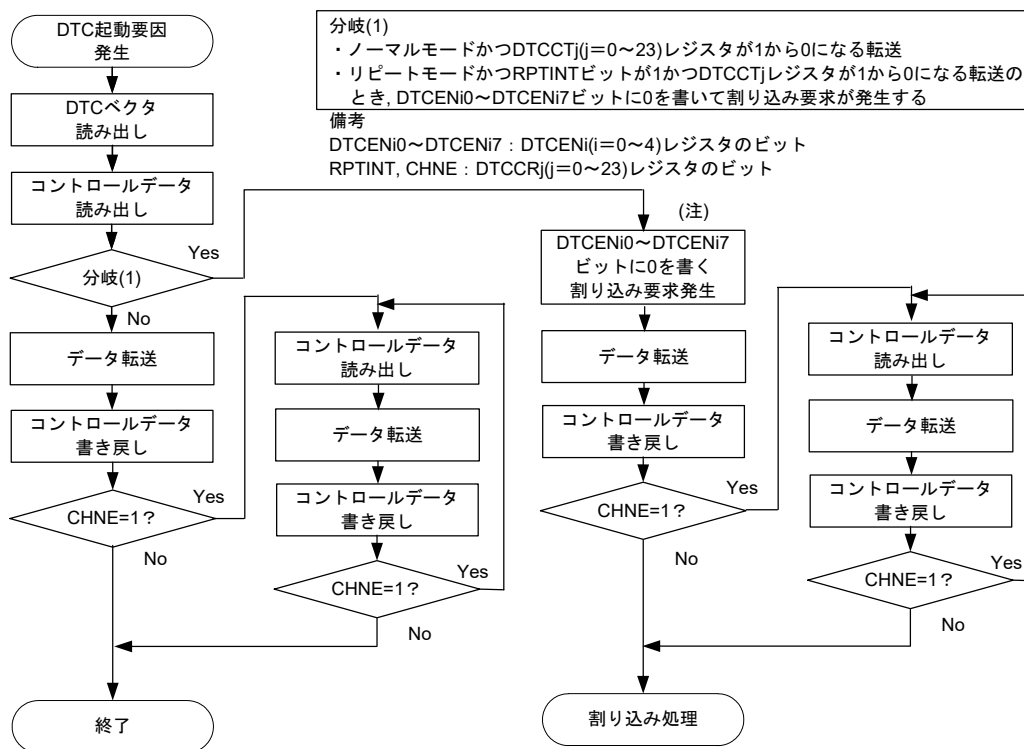 DTC起動要因
発生
DTCベクタ
読み出し
コントロールデータ
読み出し
分岐(1)
Yes
No
データ転送
コントロールデータ
書き戻し
CHNE=1?
Yes
No
終了
コントロールデータ
読み出し
データ転送
コントロールデータ
書き戻し
CHNE=1?
Yes
No
分岐(1)
・ノーマルモードかつDTCCTj(j=0~23)レジスタが1から0になる転送
・リピートモードかつRPTINTビットが1かつDTCCTjレジスタが1から0になる転送の
とき, DTCENi0~DTCENi7ビットに0を書いて割り込み要求が発生する
備考
DTCENi0~DTCENi7:DTCENi(i=0~4)レジスタのビット
RPTINT, CHNE:DTCCRj(j=0~23)レジスタのビット
(注)
DTCENi0~DTCENi7
ビットに0を書く
割り込み要求発生
データ転送
コントロールデータ
書き戻し
CHNE=1?
Yes
No
割り込み処理
コントロールデータ
読み出し
データ転送
コントロールデータ
書き戻し
CHNE=1?
Yes
No